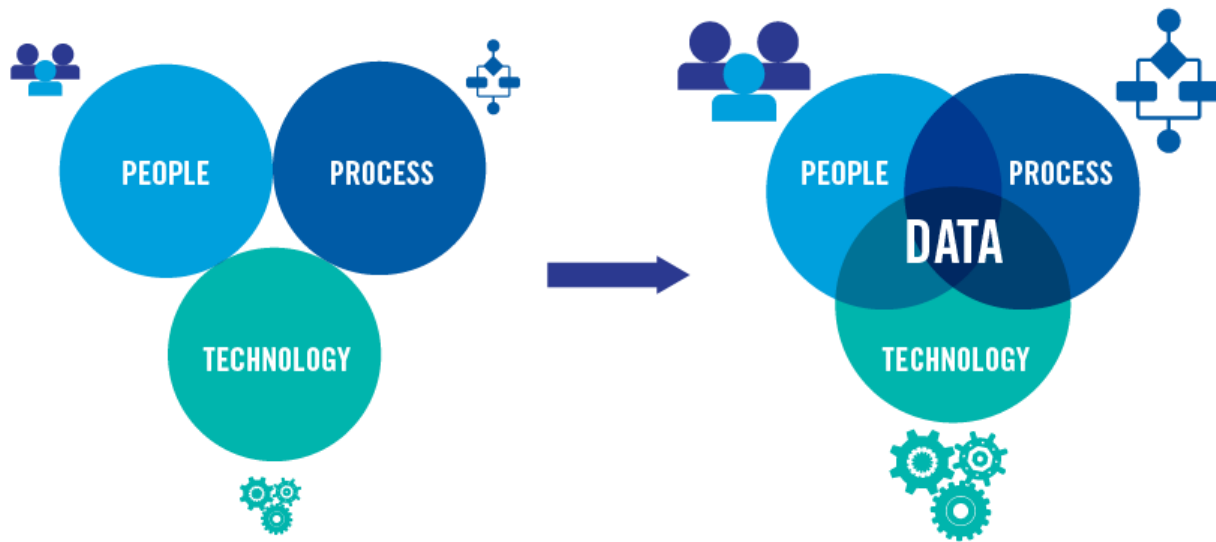 PEOPLE
PROCESS
TECHNOLOGY
PEOPLE
PROCESS
DATA
TECHNOLOGY